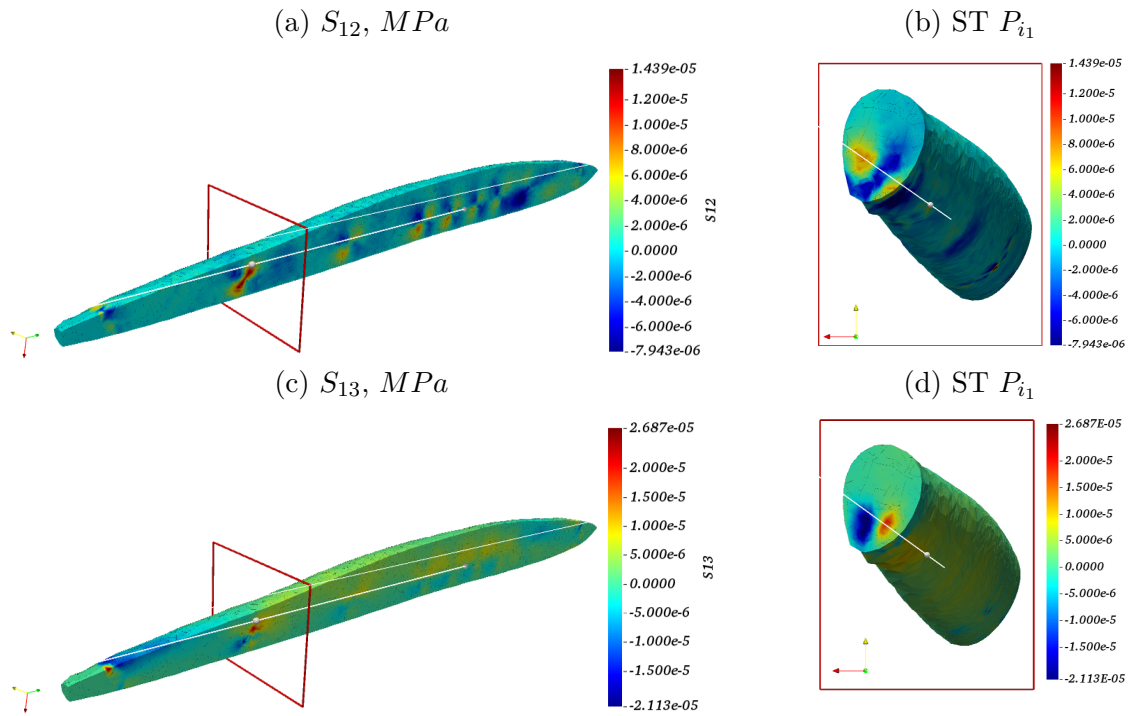 (a) S₁₂, MPa
(b) ST P_{i₁}
1.439e-05
1.200e-5
1.000e-5
8.000e-6
6.000e-6
4.000e-6
2.000e-6
0.0000
-2.000e-6
-4.000e-6
-6.000e-6
-7.943e-06
S12
1.439e-05
1.200e-5
1.000e-5
8.000e-6
6.000e-6
4.000e-6
2.000e-6
0.0000
-2.000e-6
-4.000e-6
-6.000e-6
-7.943e-06
(c) S₁₃, MPa
(d) ST P_{i₁}
2.687e-05
2.000e-5
1.500e-5
1.000e-5
5.000e-6
0.0000
-5.000e-6
-1.000e-5
-1.500e-5
-2.113e-05
S13
2.687E-05
2.000e-5
1.500e-5
1.000e-5
5.000e-6
0.0000
-5.000e-6
-1.000e-5
-1.500e-5
-2.113E-05